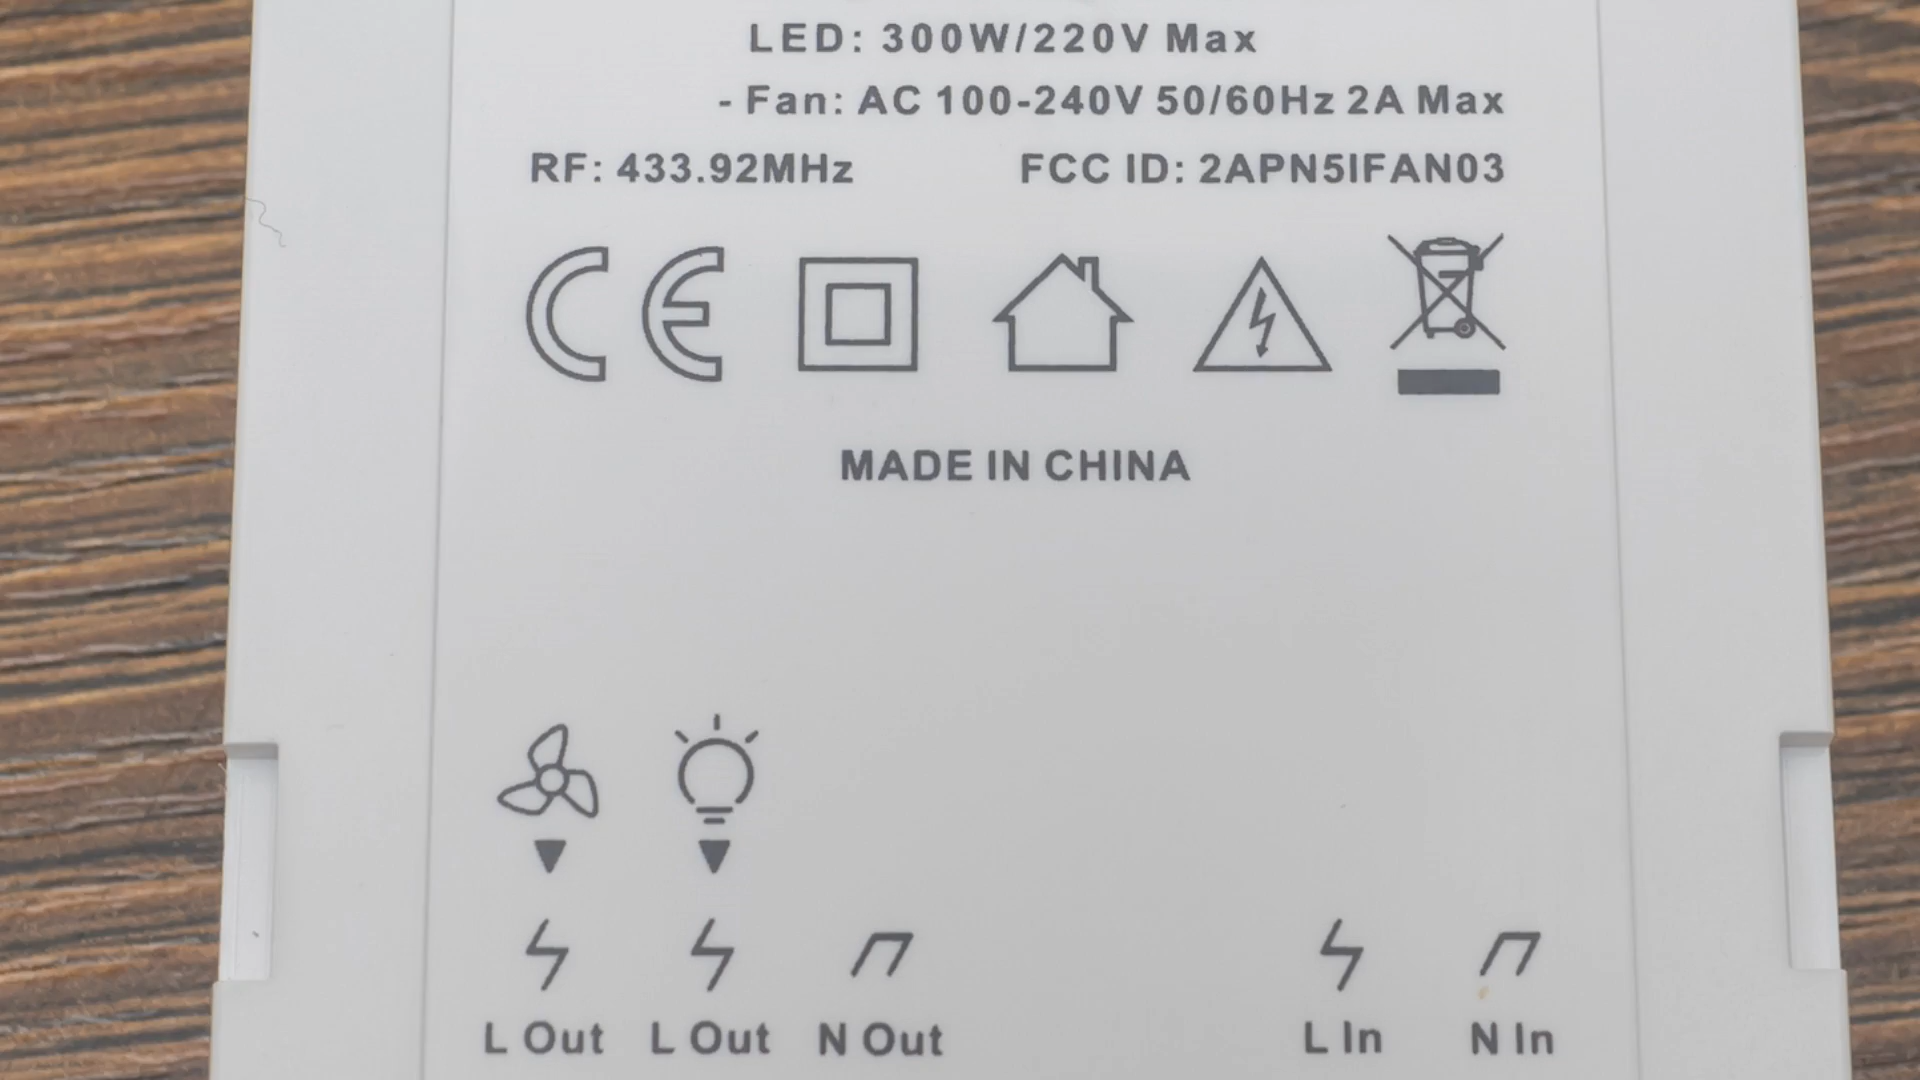 LED: 300W/220V Max
- Fan: AC 100-240V 50/60Hz 2A Max
RF: 433.92MHz FCC ID: 2APN5IFAN03
CE
MADE IN CHINA
L Out L Out N Out L In N In